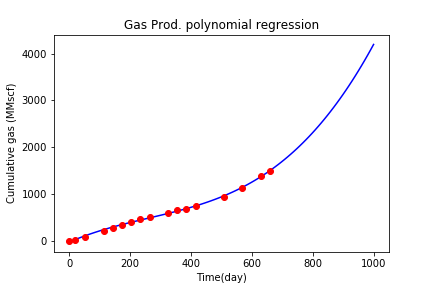 Gas Prod. polynomial regression
Cumulative gas (MMscf)
4000
3000
2000
1000
0
0 200 400 600 800 1000
Time(day)